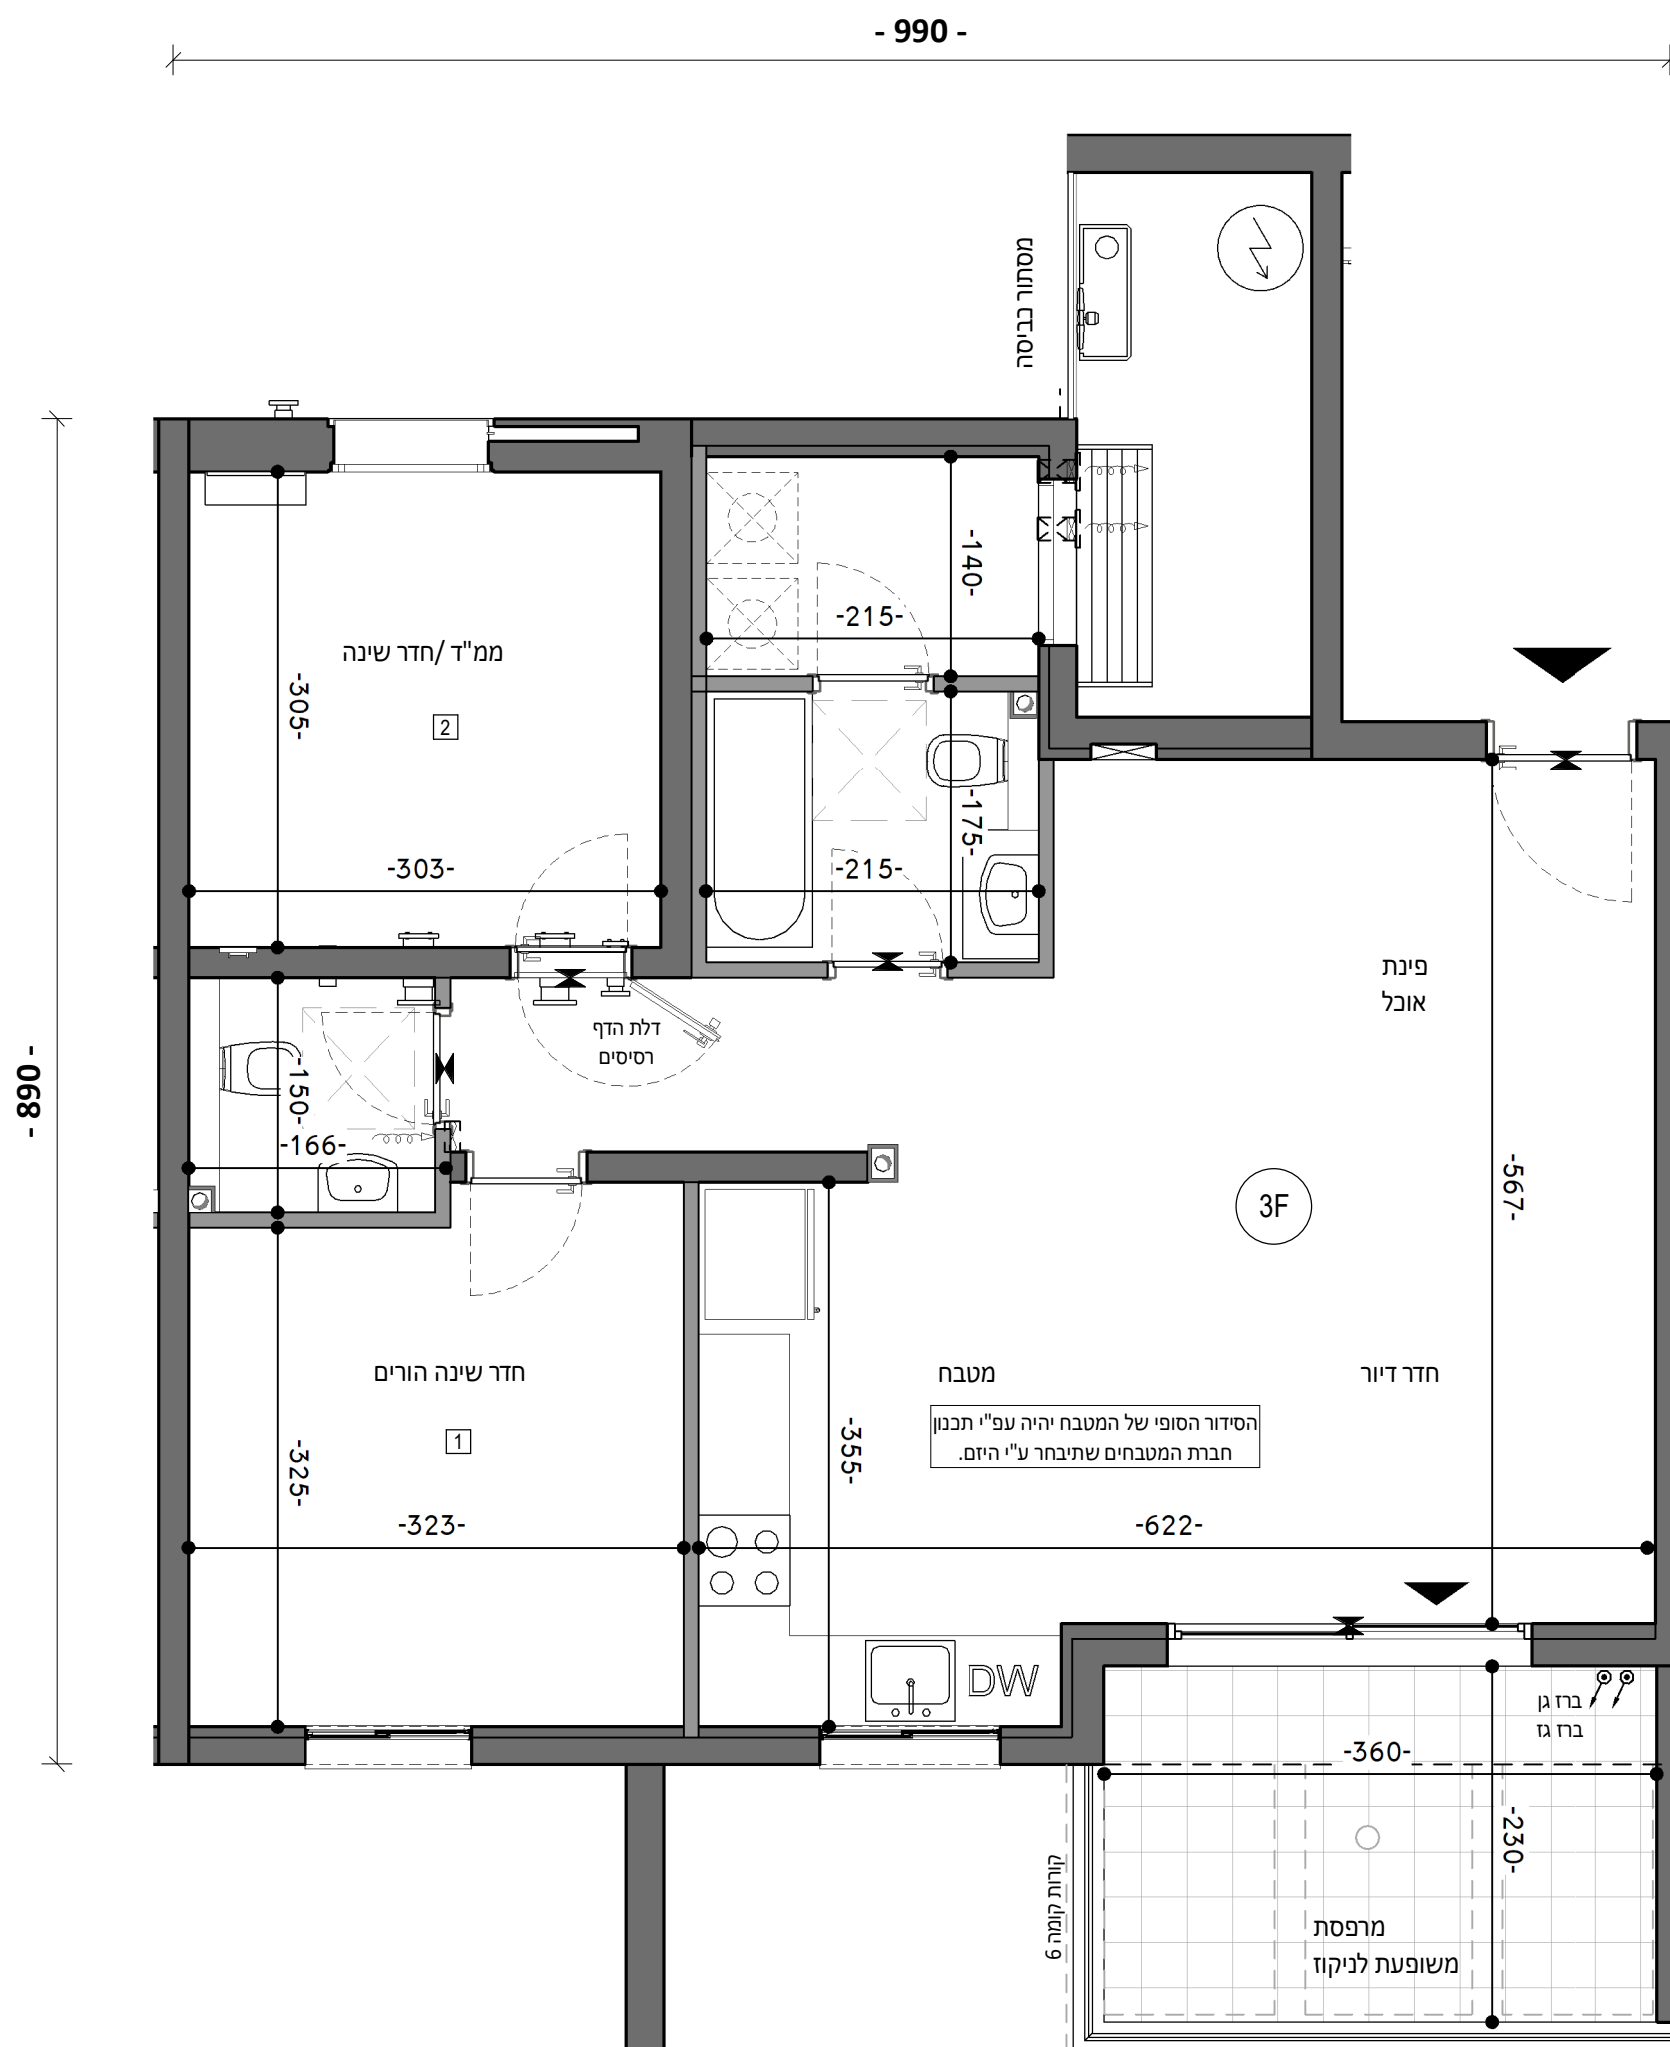 - 990 -
מסתור כביסה
-140-
-215-
ממ"ד /חדר שינה
-305-
2
-175-
-303-
-215-
פינת
אוכל
דלת הדף
רסיסים
- 890 -
-150-
-166-
-567-
3F
חדר שינה הורים
מטבח
חדר דיור
הסידור הסופי של המטבח יהיה עפ"י תכנון
חברת המטבחים שתיבחר ע"י היזם.
1
-325-
-355-
-323-
-622-
DW
ברז גן
ברז גז
-360-
-230-
קורות קומה 6
מרפסת
משופעת לניקוז